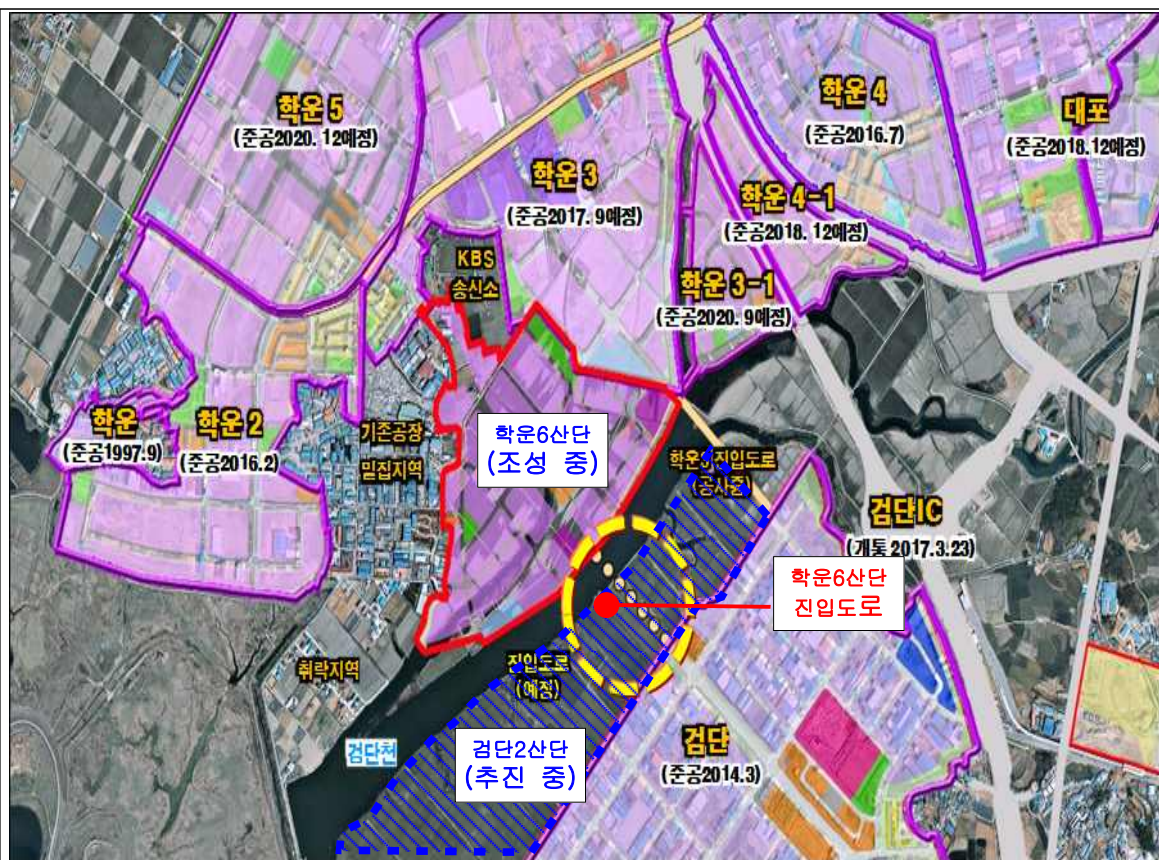 학운 5
(준공2020. 12예정)
학운 4
(준공2016.7)
대포
(준공2018.12예정)
학운 3
(준공2017. 9예정)
학운 4-1
(준공2018. 12예정)
KBS
송신소
학운 3-1
(준공2020. 9예정)
학운
(준공1997.9)
학운 2
(준공2016.2)
기존공장
밀집지역
학운6산단
(조성 중)
학운3진입도로
(공사중)
검단IC
(개통 2017.3.23)
학운6산단
진입도로
취락지역
진입도로
(예정)
검단천
검단2산단
(추진 중)
검단
(준공2014.3)